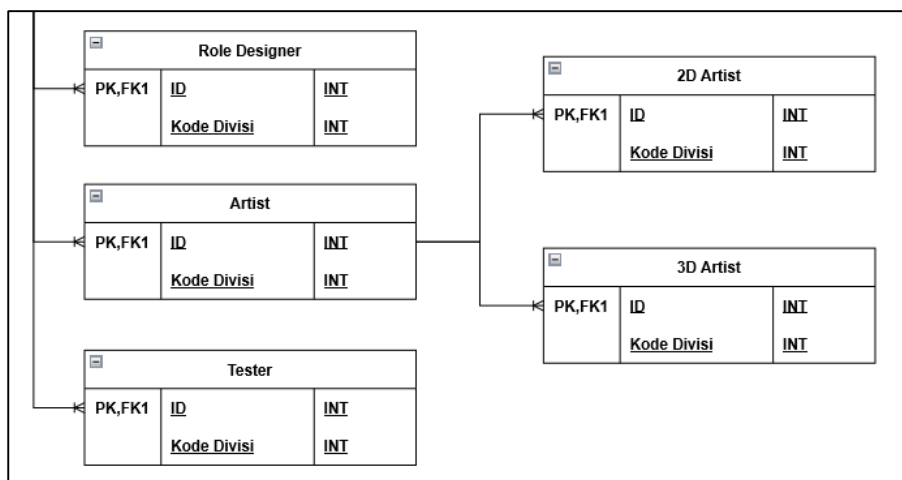 Role Designer
PK,FK1 ID INT
Kode Divisi INT
Artist
PK,FK1 ID INT
Kode Divisi INT
Tester
PK,FK1 ID INT
Kode Divisi INT
2D Artist
PK,FK1 ID INT
Kode Divisi INT
3D Artist
PK,FK1 ID INT
Kode Divisi INT